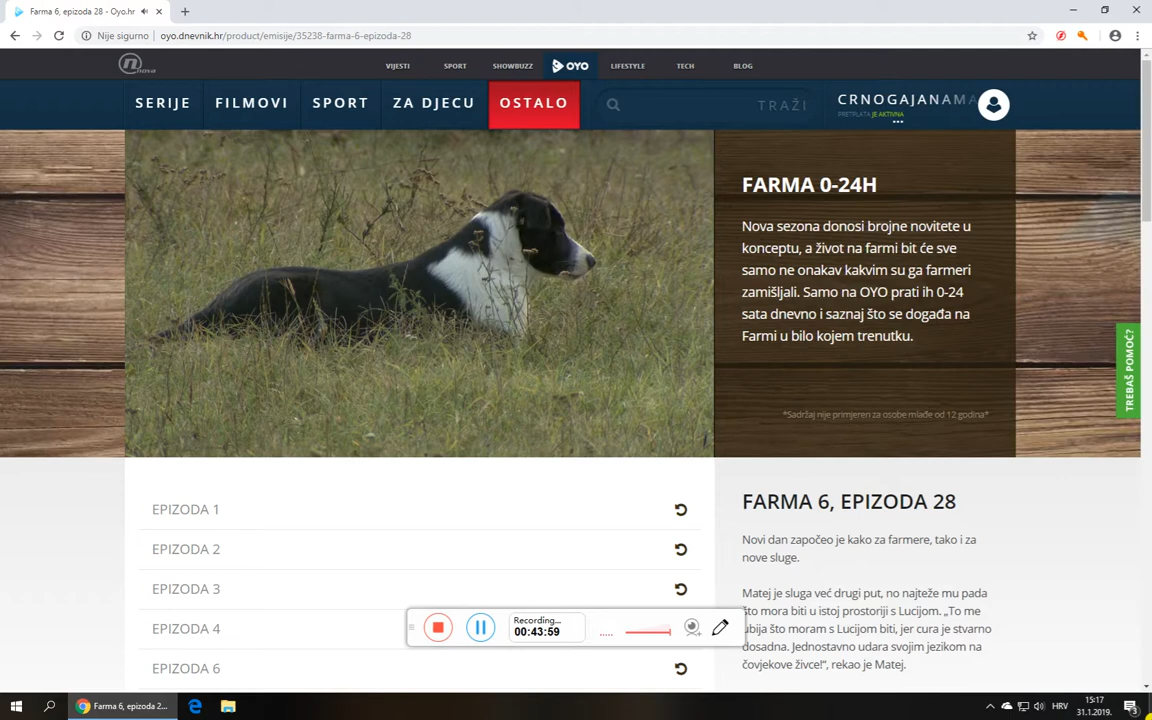 Farma 6, epizoda 28 - Oyo.hr
Nije sigurno
oyo.dnevnik.hr/product/emisije/35238-farma-6-epizoda-28
nova
VIJESTI
SPORT
SHOWBUZZ
OYO
LIFESTYLE
TECH
BLOG
SERIJE
FILMOVI
SPORT
ZA DJECU
OSTALO
TRAŽI
CRNOGAJANAMA
PRETPLATA JE AKTIVNA
FARMA 0-24H
Nova sezona donosi brojne novitete u
konceptu, a život na farmi bit će sve
samo ne onakav kakvim su ga farmeri
zamišljali. Samo na OYO prati ih 0-24
sata dnevno i saznaj što se događa na
Farmi u bilo kojem trenutku.
*Sadržaj nije primjeren za osobe mlađe od 12 godina*
TREBAŠ POMOĆ?
EPIZODA 1
EPIZODA 2
EPIZODA 3
EPIZODA 4
EPIZODA 6
FARMA 6, EPIZODA 28
Novi dan započeo je kako za farmere, tako i za
nove sluge.
Matej je sluga već drugi put, no najteže mu pada
što mora biti u istoj prostoriji s Lucijom. „To me
ubija što moram s Lucijom biti, jer cura je stvarno
dosadna. Jednostavno udara svojim jezikom na
čovjekove živce!“, rekao je Matej.
Recording...
00:43:59
Farma 6, epizoda 2...
HRV
15:17
31.1.2019.
3